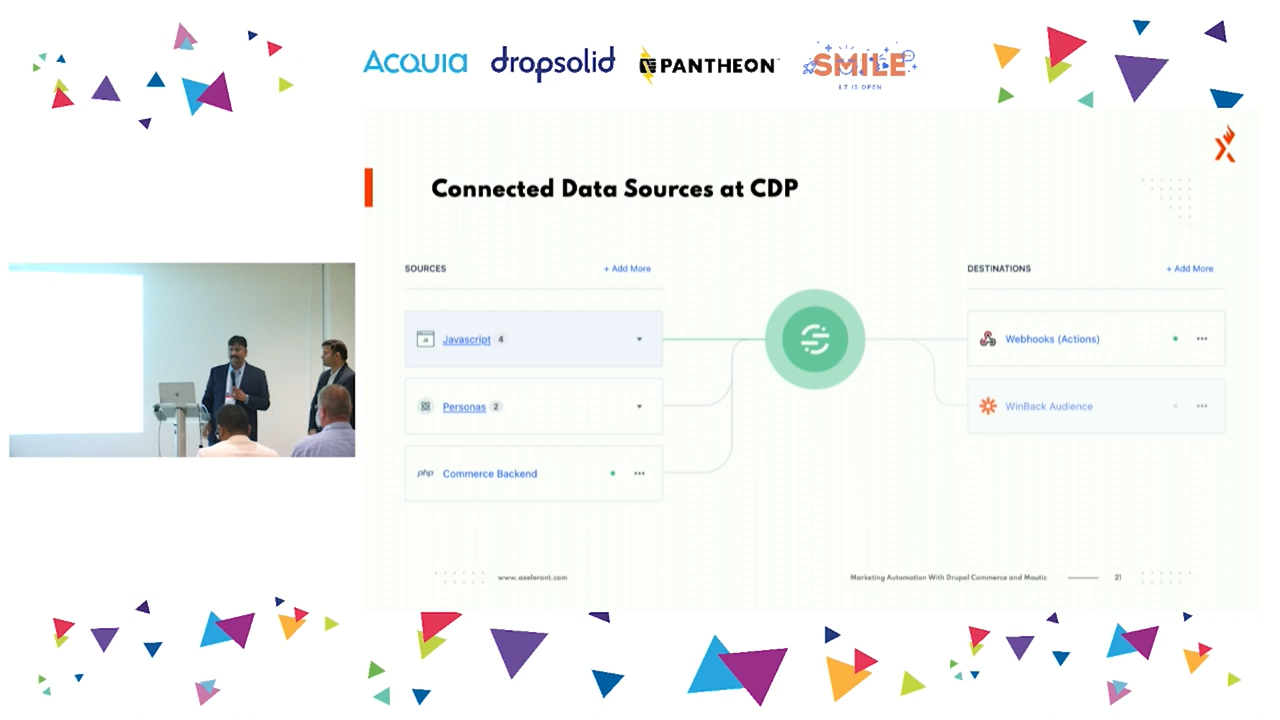 Acquia
dropsolid
PANTHEON
SMILE
I.T IS OPEN
Connected Data Sources at CDP
SOURCES + Add More
DESTINATIONS + Add More
JS Javascript 4
Webhooks (Actions)
Personas 2
WinBack Audience
php Commerce Backend
www.axelerant.com
Marketing Automation With Drupal Commerce and Mautic 21